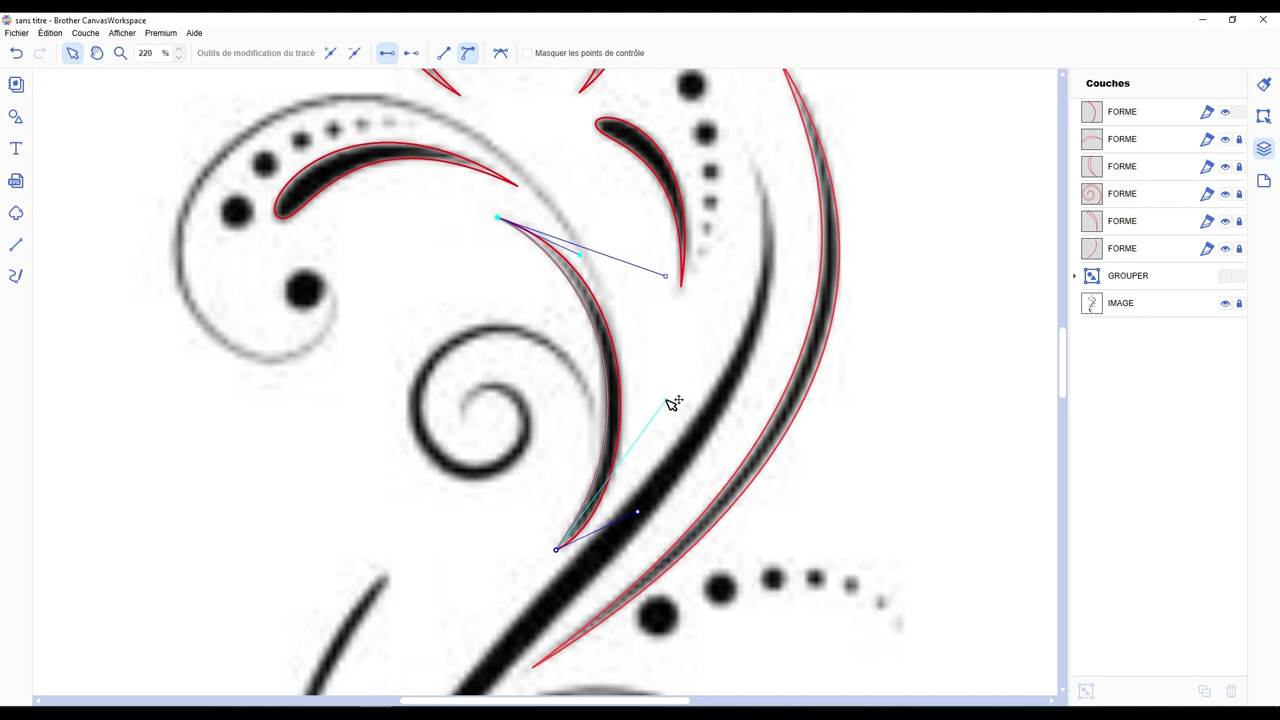 sans titre - Brother CanvasWorkspace
Fichier Édition Couche Afficher Premium Aide
220 % Outils de modification du tracé Masquer les points de contrôle
Couches
FORME
FORME
FORME
FORME
FORME
FORME
GROUPER
IMAGE